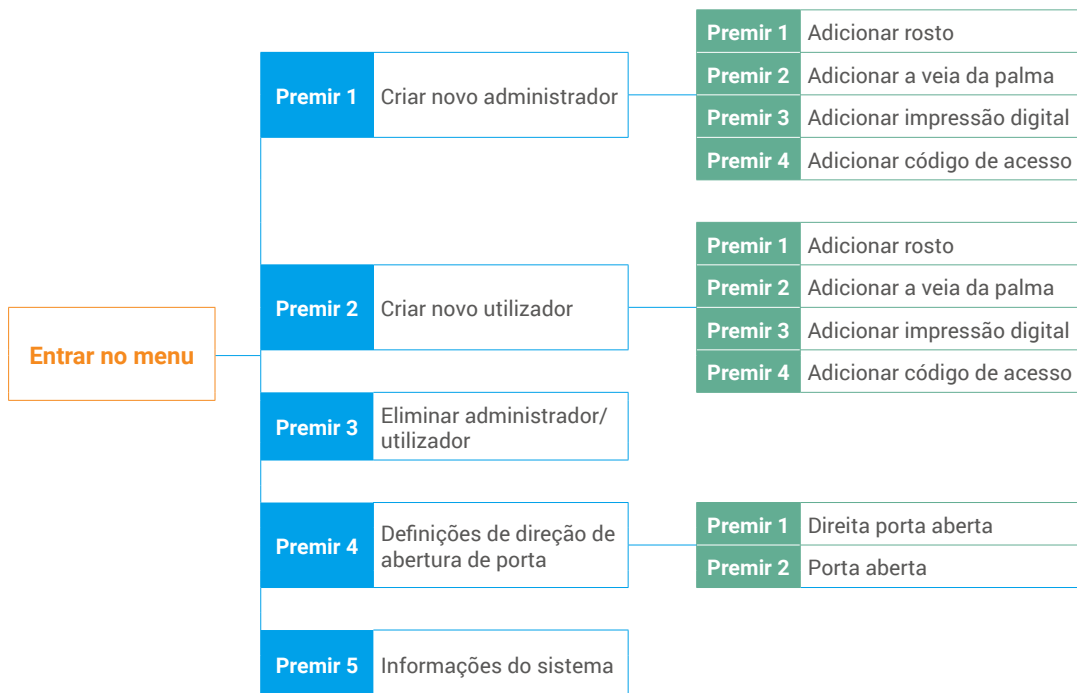 Entrar no menu
Premir 1 Criar novo administrador
Premir 1 Adicionar rosto
Premir 2 Adicionar a veia da palma
Premir 3 Adicionar impressão digital
Premir 4 Adicionar código de acesso
Premir 2 Criar novo utilizador
Premir 1 Adicionar rosto
Premir 2 Adicionar a veia da palma
Premir 3 Adicionar impressão digital
Premir 4 Adicionar código de acesso
Premir 3 Eliminar administrador/
utilizador
Premir 4 Definições de direção de
abertura de porta
Premir 1 Direita porta aberta
Premir 2 Porta aberta
Premir 5 Informações do sistema